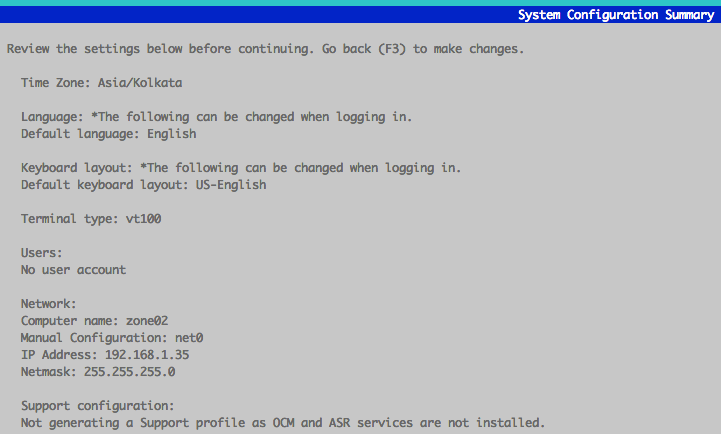 System Configuration Summary
Review the settings below before continuing. Go back (F3) to make changes.
Time Zone: Asia/Kolkata
Language: *The following can be changed when logging in.
Default language: English
Keyboard layout: *The following can be changed when logging in.
Default keyboard layout: US-English
Terminal type: vt100
Users:
No user account
Network:
Computer name: zone02
Manual Configuration: net0
IP Address: 192.168.1.35
Netmask: 255.255.255.0
Support configuration:
Not generating a Support profile as OCM and ASR services are not installed.